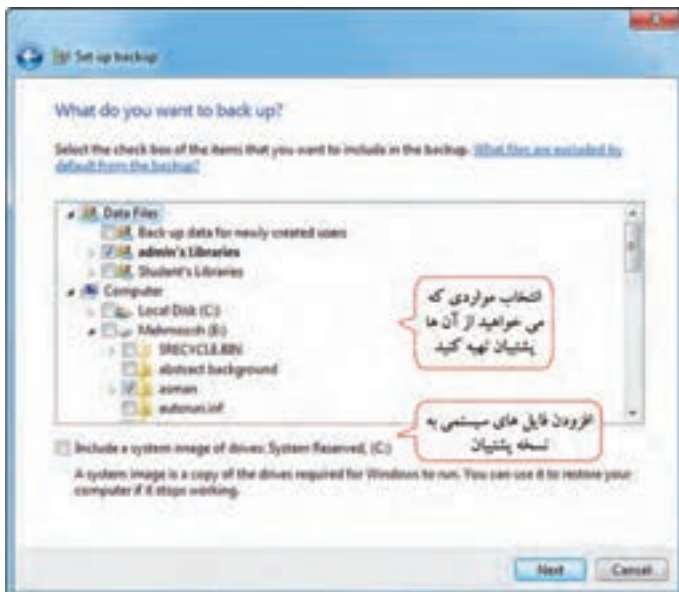 Set up backup
What do you want to back up?
Select the check box of the items that you want to include in the backup. What files are excluded by
default from the backup?
Data Files
Back up data for newly created users
admin's Libraries
Student's Libraries
Computer
Local Disk (C:)
Mehrnoosh (E:)
$RECYCLE.BIN
abstract background
asman
autorun.inf
انتخاب مواردی که
می خواهید از آن ها
پشتیبان تهیه کنید
افزودن فایل های سیستمی به
نسخه پشتیبان
Include a system image of drives: System Reserved, (C:)
A system image is a copy of the drives required for Windows to run. You can use it to restore your
computer if it stops working.
Next
Cancel